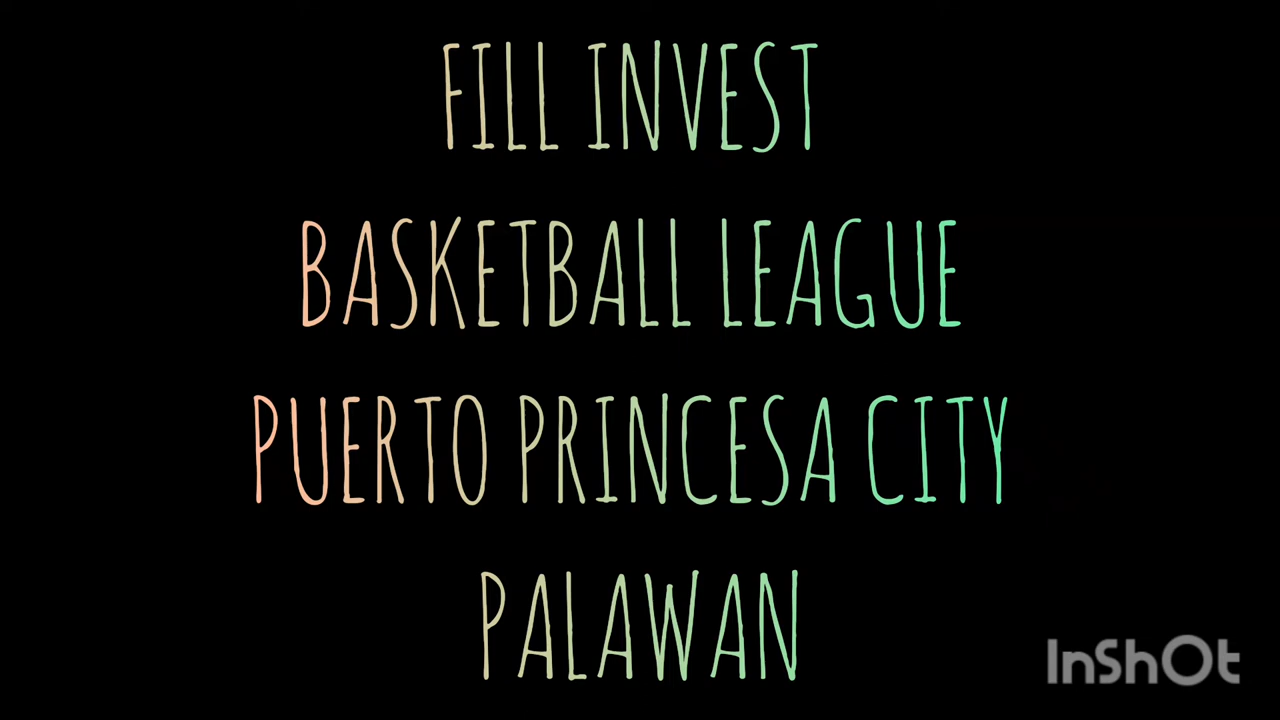 FILL INVEST
BASKETBALL LEAGUE
PUERTO PRINCESA CITY
PALAWAN
InShOt